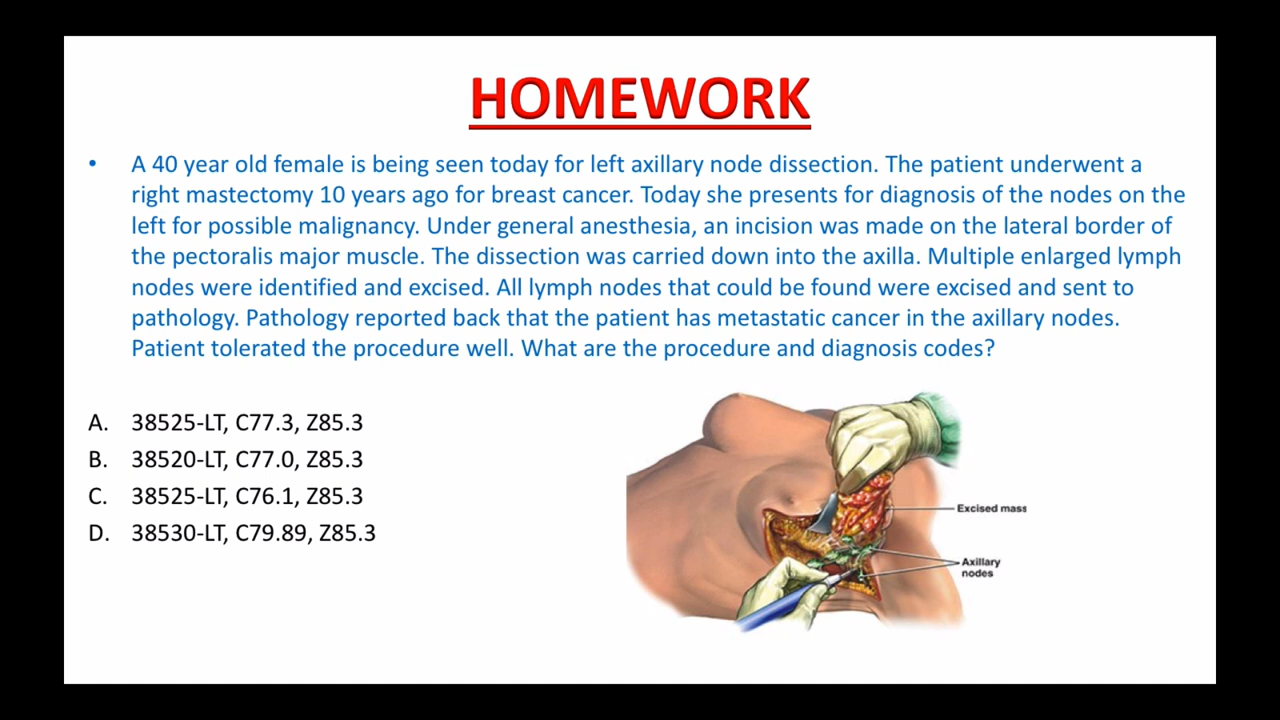 HOMEWORK
• A 40 year old female is being seen today for left axillary node dissection. The patient underwent a
right mastectomy 10 years ago for breast cancer. Today she presents for diagnosis of the nodes on the
left for possible malignancy. Under general anesthesia, an incision was made on the lateral border of
the pectoralis major muscle. The dissection was carried down into the axilla. Multiple enlarged lymph
nodes were identified and excised. All lymph nodes that could be found were excised and sent to
pathology. Pathology reported back that the patient has metastatic cancer in the axillary nodes.
Patient tolerated the procedure well. What are the procedure and diagnosis codes?
A. 38525-LT, C77.3, Z85.3
B. 38520-LT, C77.0, Z85.3
C. 38525-LT, C76.1, Z85.3
D. 38530-LT, C79.89, Z85.3
Excised mass
Axillary
nodes